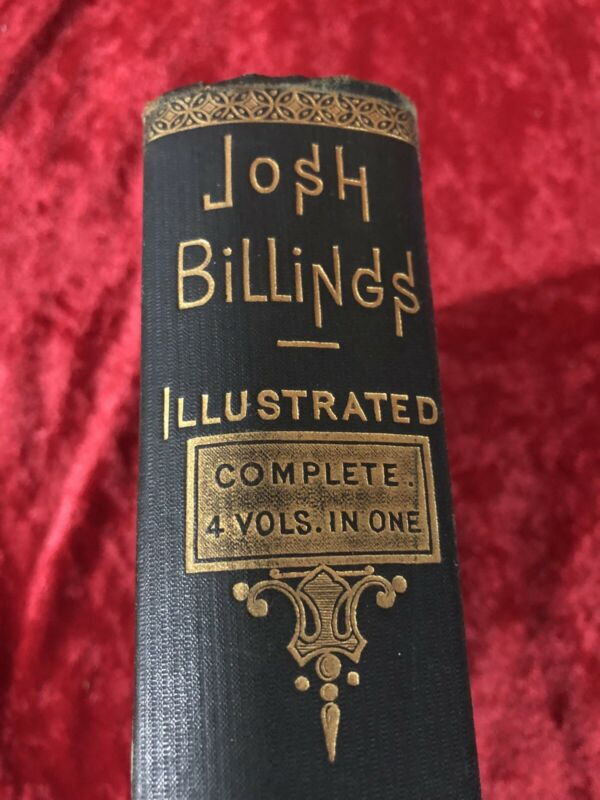 Josh
Billings
Illustrated
COMPLETE.
4 VOLS. IN ONE